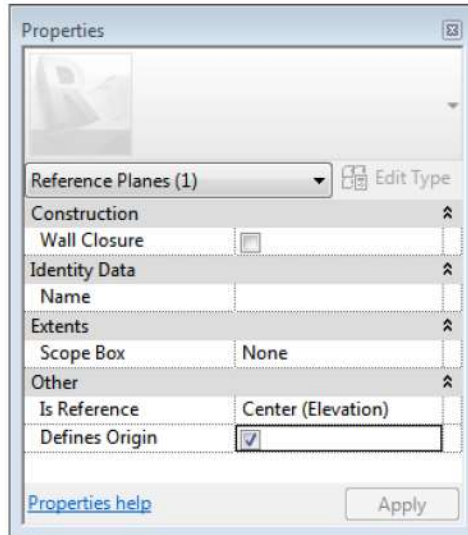 Properties
Reference Planes (1) Edit Type
Construction
Wall Closure
Identity Data
Name
Extents
Scope Box None
Other
Is Reference Center (Elevation)
Defines Origin
Properties help Apply